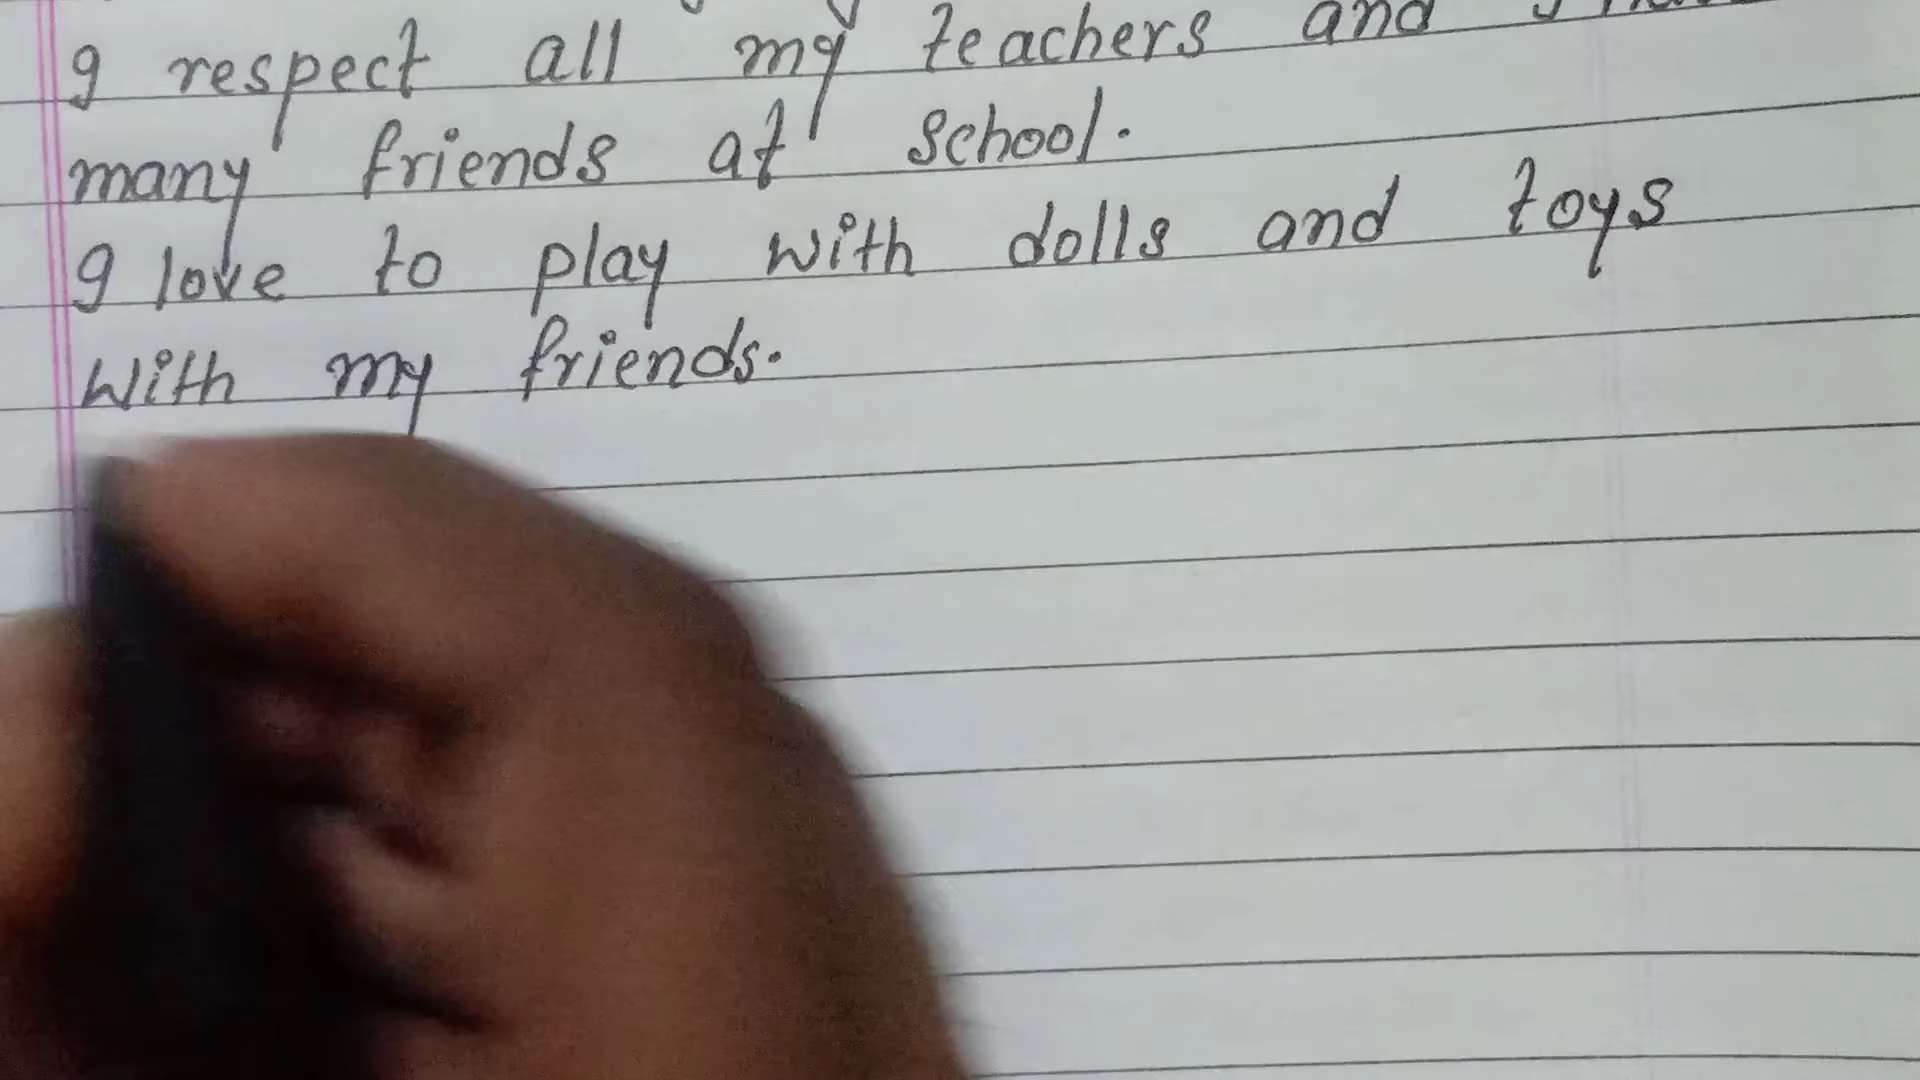 I respect all my teachers and I have
many friends at school.
I love to play with dolls and toys
with my friends.